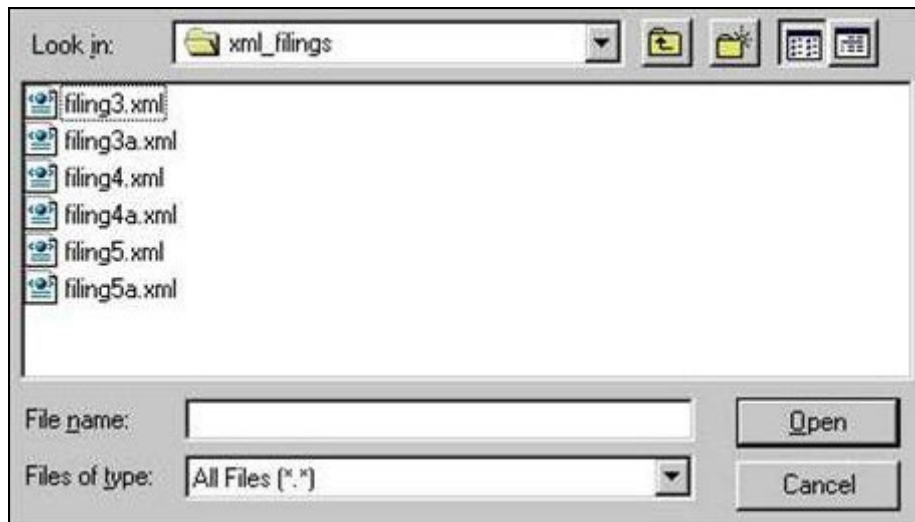 Look in:
xml_filings
filing3.xml
filing3a.xml
filing4.xml
filing4a.xml
filing5.xml
filing5a.xml
File name:
Open
Files of type:
All Files (*.*)
Cancel